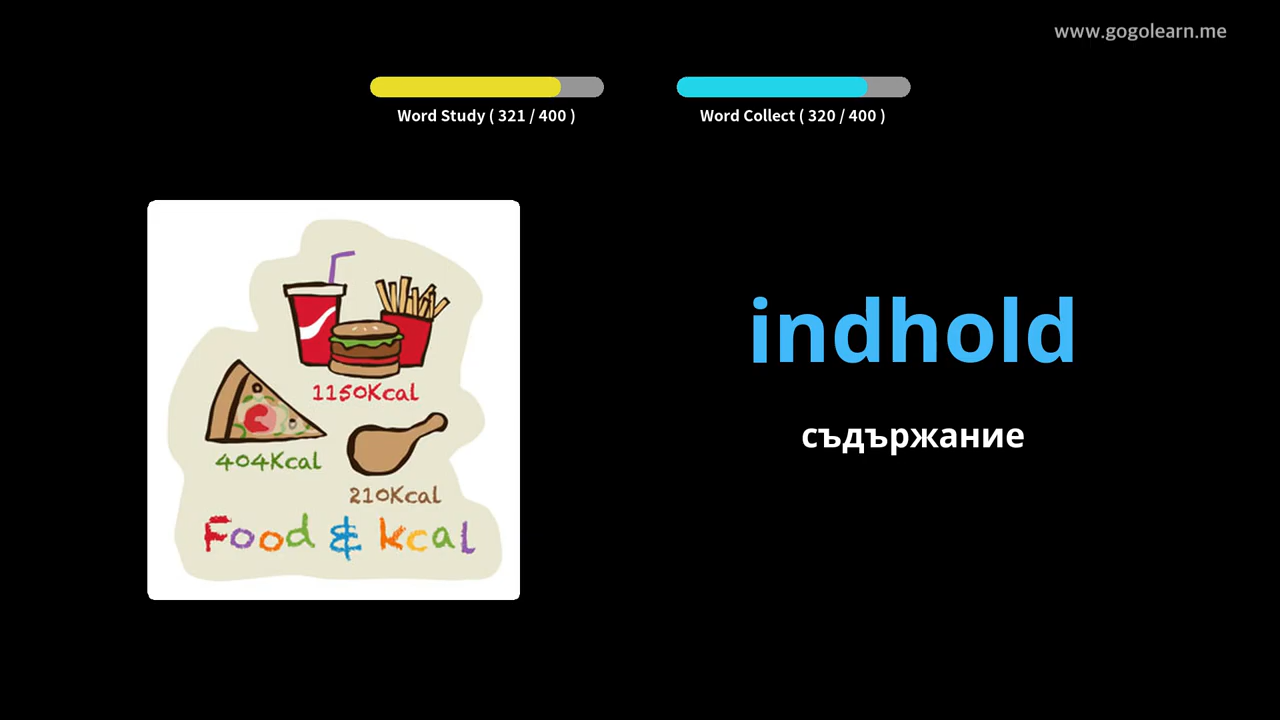 www.gogolearn.me
Word Study ( 321 / 400 )
Word Collect ( 320 / 400 )
1150Kcal
404Kcal
210Kcal
Food & kcal
indhold
съдържание